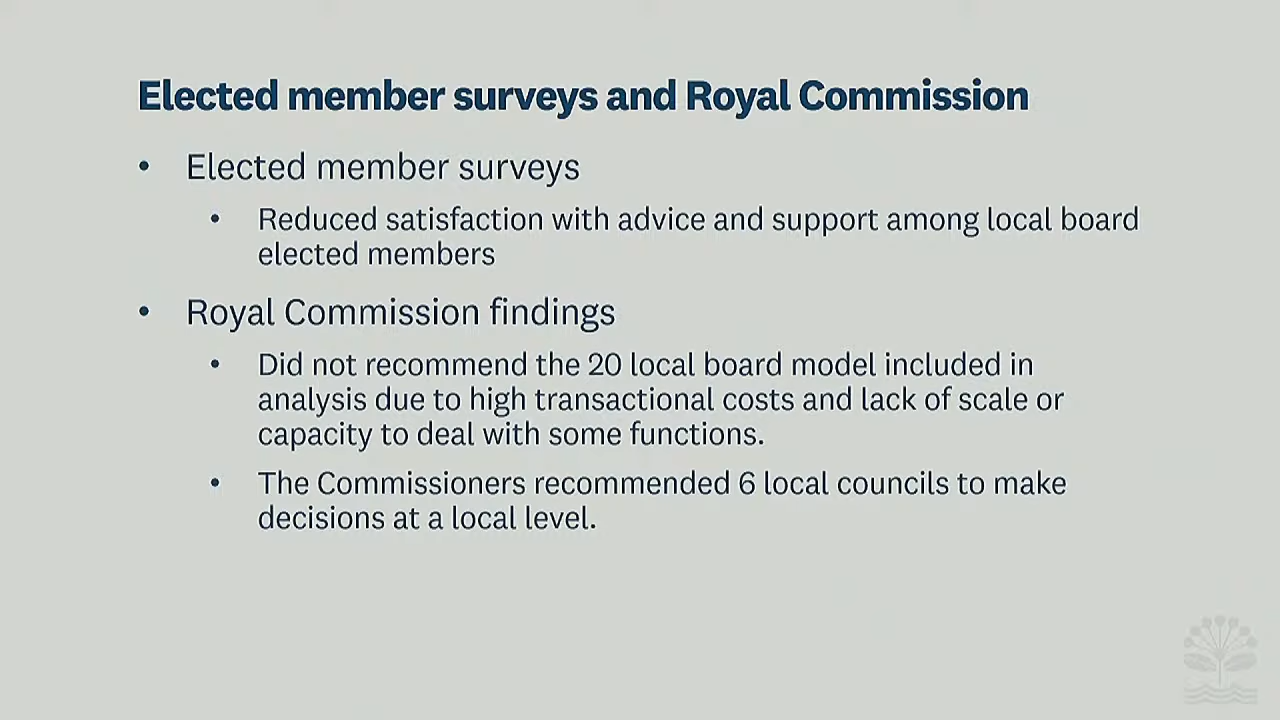 Elected member surveys and Royal Commission
• Elected member surveys
• Reduced satisfaction with advice and support among local board
elected members
• Royal Commission findings
• Did not recommend the 20 local board model included in
analysis due to high transactional costs and lack of scale or
capacity to deal with some functions.
• The Commissioners recommended 6 local councils to make
decisions at a local level.